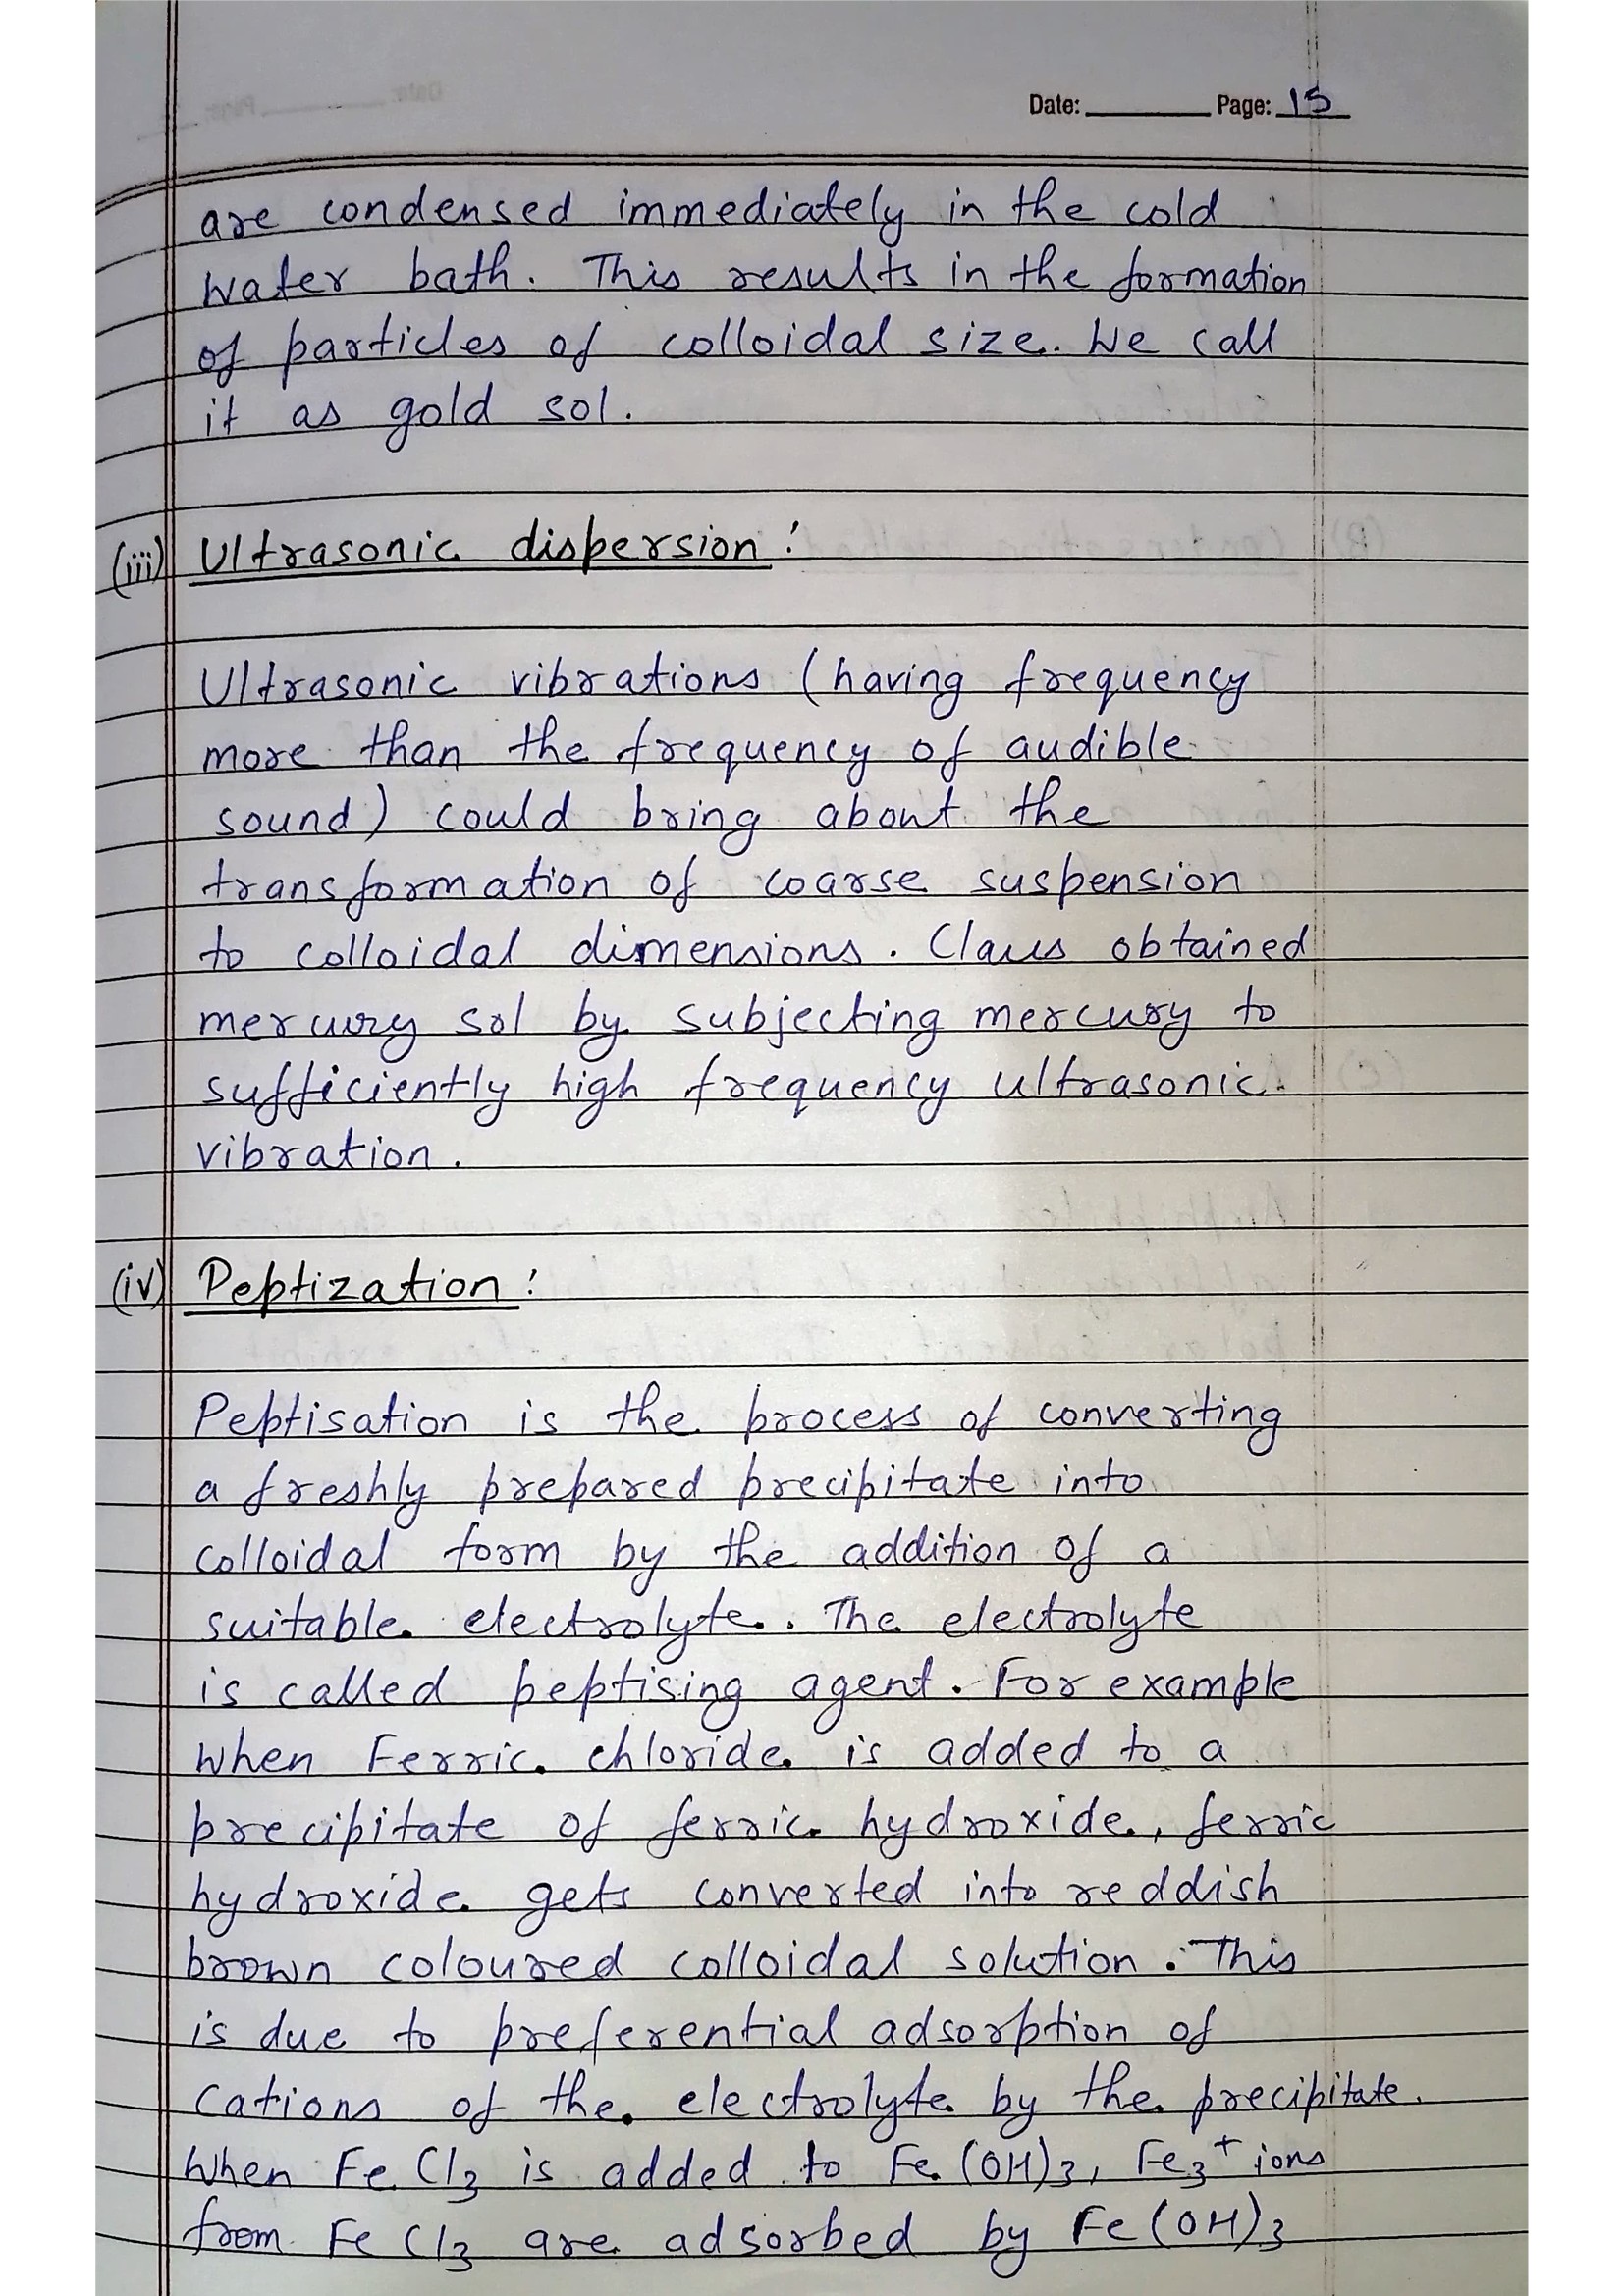 Date: ________ Page: 15
are condensed immediately in the cold
water bath. This results in the formation
of particles of colloidal size. We call
it as gold sol.
(iii) Ultrasonic dispersion :
Ultrasonic vibrations (having frequency
more than the frequency of audible
sound) could bring about the
transformation of coarse suspension
to colloidal dimensions. Claus obtained
mercury sol by subjecting mercury to
sufficiently high frequency ultrasonic
vibration.
(iv) Peptization :
Peptisation is the process of converting
a freshly prepared precipitate into
colloidal form by the addition of a
suitable electrolyte. The electrolyte
is called peptising agent. For example
when Ferric chloride is added to a
precipitate of ferric hydroxide, ferric
hydroxide gets converted into reddish
brown coloured colloidal solution. This
is due to preferential adsorption of
cations of the electrolyte by the precipitate.
When FeCl3 is added to Fe(OH)3, Fe3+ ions
from FeCl3 are adsorbed by Fe(OH)3